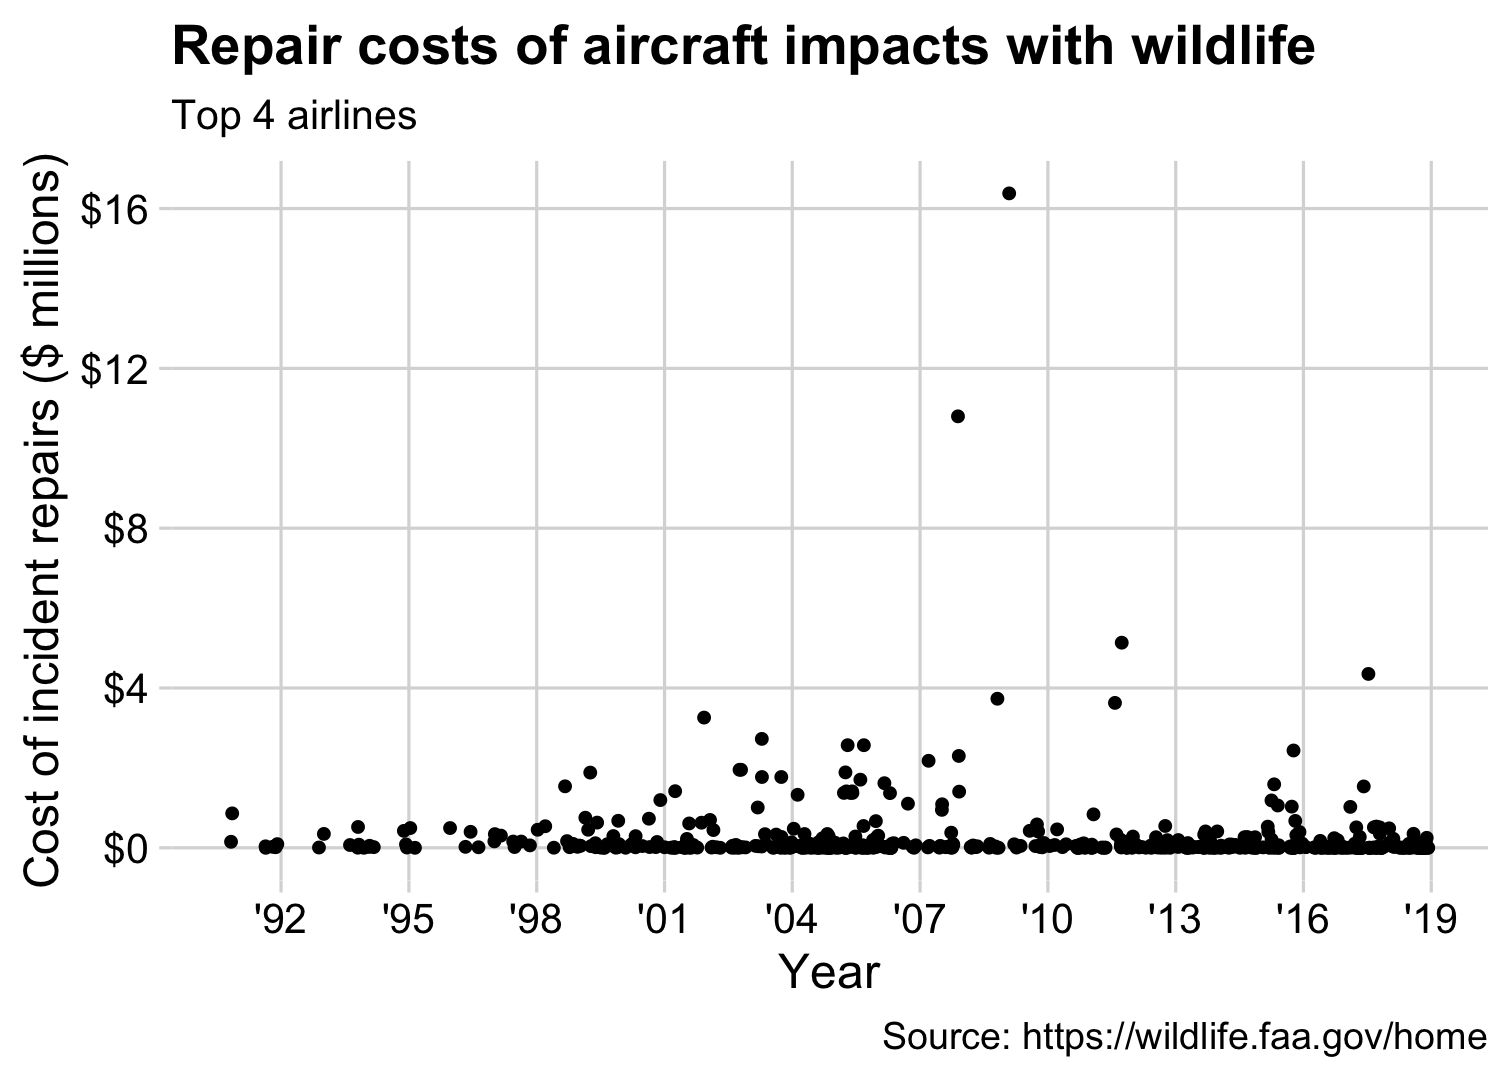 Repair costs of aircraft impacts with wildlife
Top 4 airlines
Cost of incident repairs ($ millions)
$16
$12
$8
$4
$0
'92 '95 '98 '01 '04 '07 '10 '13 '16 '19
Year
Source: https://wildlife.faa.gov/home